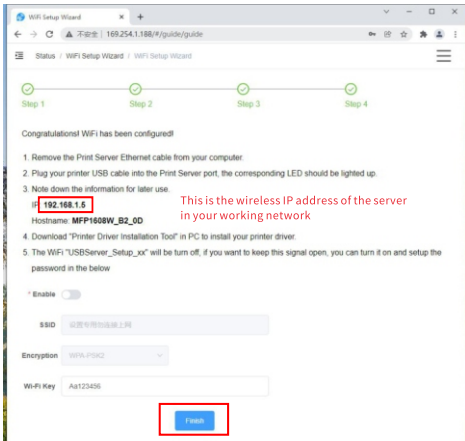 WiFi Setup Wizard
不安全 | 169.254.1.188/#/guide/guide
Status / WiFi Setup Wizard / WiFi Setup Wizard
Step 1 Step 2 Step 3 Step 4
Congratulations! WiFi has been configured!
1. Remove the Print Server Ethernet cable from your computer.
2. Plug your printer USB cable into the Print Server port, the corresponding LED should be lighted up.
3. Note down the information for later use.
IP: 192.168.1.5
This is the wireless IP address of the server
in your working network
Hostname: MFP1608W_B2_0D
4. Download "Printer Driver Installation Tool" in PC to install your printer driver.
5. The WiFi "USBServer_Setup_xx" will be turn off, if you want to keep this signal open, you can turn it on and setup the
password in the below
* Enable
SSID
Encryption WPA-PSK2
Wi-Fi Key Aa123456
Finish